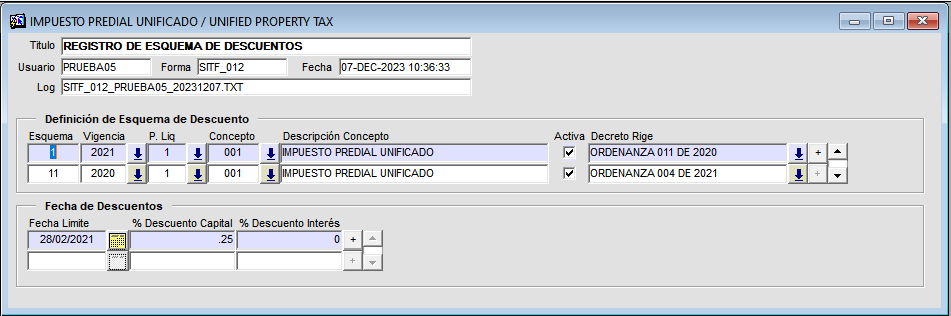 IMPUESTO PREDIAL UNIFICADO / UNIFIED PROPERTY TAX
Titulo REGISTRO DE ESQUEMA DE DESCUENTOS
Usuario PRUEBA05 Forma SITF_012 Fecha 07-DEC-2023 10:36:33
Log SITF_012_PRUEBA05_20231207.TXT
Definición de Esquema de Descuento
Esquema Vigencia P. Liq Concepto Descripción Concepto Activa Decreto Rige
1 2021 1 001 IMPUESTO PREDIAL UNIFICADO ORDENANZA 011 DE 2020 +
11 2020 1 001 IMPUESTO PREDIAL UNIFICADO ORDENANZA 004 DE 2021 +
Fecha de Descuentos
Fecha Limite % Descuento Capital % Descuento Interés
28/02/2021 .25 0 +
+